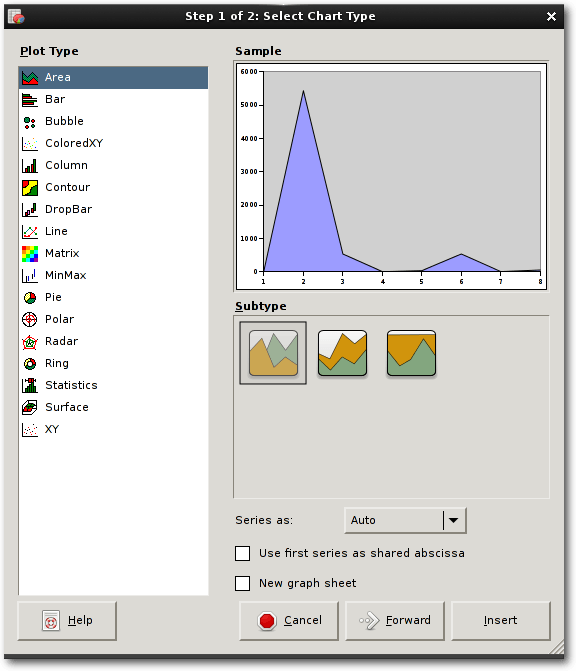 Step 1 of 2: Select Chart Type
Plot Type
Area
Bar
Bubble
ColoredXY
Column
Contour
DropBar
Line
Matrix
MinMax
Pie
Polar
Radar
Ring
Statistics
Surface
XY
Sample
6000
5000
4000
3000
2000
1000
0
1 2 3 4 5 6 7 8
Subtype
Series as: Auto
Use first series as shared abscissa
New graph sheet
Help Cancel Forward Insert